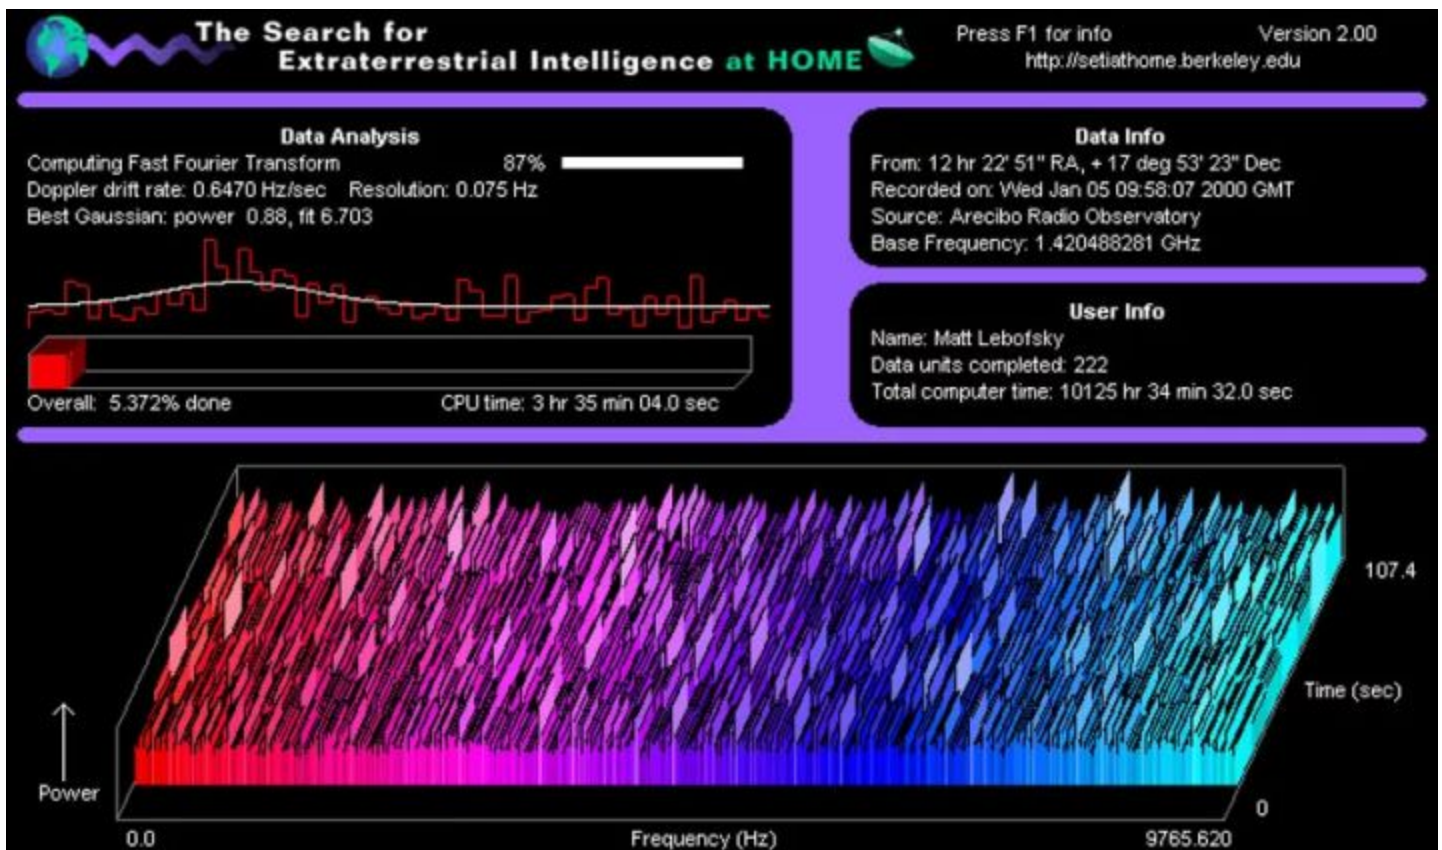 The Search for
Extraterrestrial Intelligence at HOME
Press F1 for info Version 2.00
http://setiathome.berkeley.edu
Data Analysis
Computing Fast Fourier Transform 87%
Doppler drift rate: 0.6470 Hz/sec Resolution: 0.075 Hz
Best Gaussian: power 0.88, fit 6.703
Overall: 5.372% done CPU time: 3 hr 35 min 04.0 sec
Data Info
From: 12 hr 22' 51" RA, + 17 deg 53' 23" Dec
Recorded on: Wed Jan 05 09:58:07 2000 GMT
Source: Arecibo Radio Observatory
Base Frequency: 1.420488281 GHz
User Info
Name: Matt Lebofsky
Data units completed: 222
Total computer time: 10125 hr 34 min 32.0 sec
107.4
Time (sec)
Power
0
0.0 Frequency (Hz) 9765.620